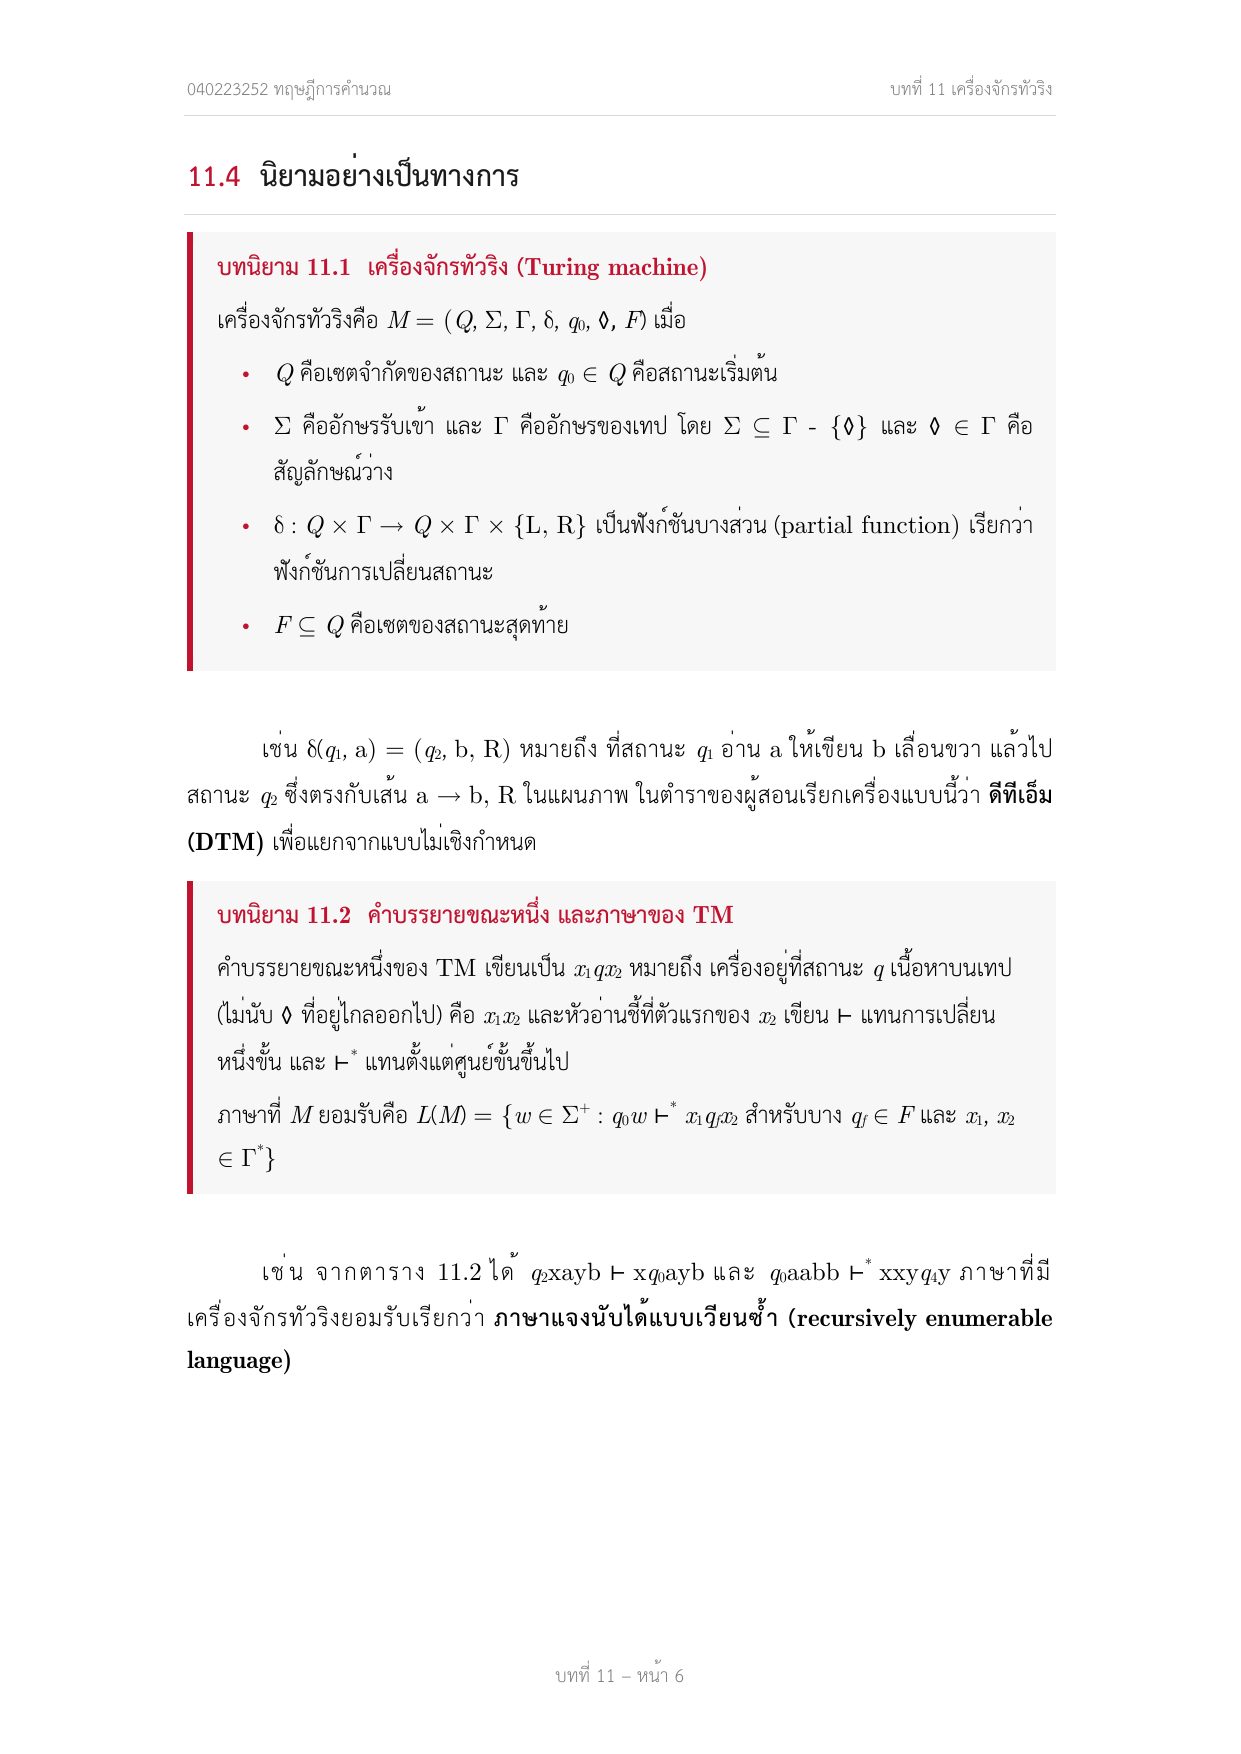 040223252 ทฤษฎีการคำนวณ บทที่ 11 เครื่องจักรทัวริง
11.4 นิยามอย่างเป็นทางการ
บทนิยาม 11.1 เครื่องจักรทัวริง (Turing machine)
เครื่องจักรทัวริงคือ M = (Q, Σ, Γ, δ, q₀, ◊, F) เมื่อ
• Q คือเซตจำกัดของสถานะ และ q₀ ∈ Q คือสถานะเริ่มต้น
• Σ คืออักษรรับเข้า และ Γ คืออักษรของเทป โดย Σ ⊆ Γ - {◊} และ ◊ ∈ Γ คือ
สัญลักษณ์ว่าง
• δ : Q × Γ → Q × Γ × {L, R} เป็นฟังก์ชันบางส่วน (partial function) เรียกว่า
ฟังก์ชันการเปลี่ยนสถานะ
• F ⊆ Q คือเซตของสถานะสุดท้าย
เช่น δ(q₁, a) = (q₂, b, R) หมายถึง ที่สถานะ q₁ อ่าน a ให้เขียน b เลื่อนขวา แล้วไป
สถานะ q₂ ซึ่งตรงกับเส้น a → b, R ในแผนภาพ ในตำราของผู้สอนเรียกเครื่องแบบนี้ว่า ดีทีเอ็ม
(DTM) เพื่อแยกจากแบบไม่เชิงกำหนด
บทนิยาม 11.2 คำบรรยายขณะหนึ่ง และภาษาของ TM
คำบรรยายขณะหนึ่งของ TM เขียนเป็น x₁qx₂ หมายถึง เครื่องอยู่ที่สถานะ q เนื้อหาบนเทป
(ไม่นับ ◊ ที่อยู่ไกลออกไป) คือ x₁x₂ และหัวอ่านชี้ที่ตัวแรกของ x₂ เขียน ⊢ แทนการเปลี่ยน
หนึ่งขั้น และ ⊢* แทนตั้งแต่ศูนย์ขั้นขึ้นไป
ภาษาที่ M ยอมรับคือ L(M) = {w ∈ Σ⁺ : q₀w ⊢* x₁q_fx₂ สำหรับบาง q_f ∈ F และ x₁, x₂
∈ Γ*}
เช่น จากตาราง 11.2 ได้ q₂xayb ⊢ xq₀ayb และ q₀aabb ⊢* xxyq₄y ภาษาที่มี
เครื่องจักรทัวริงยอมรับเรียกว่า ภาษาแจงนับได้แบบเวียนซ้ำ (recursively enumerable
language)
บทที่ 11 – หน้า 6